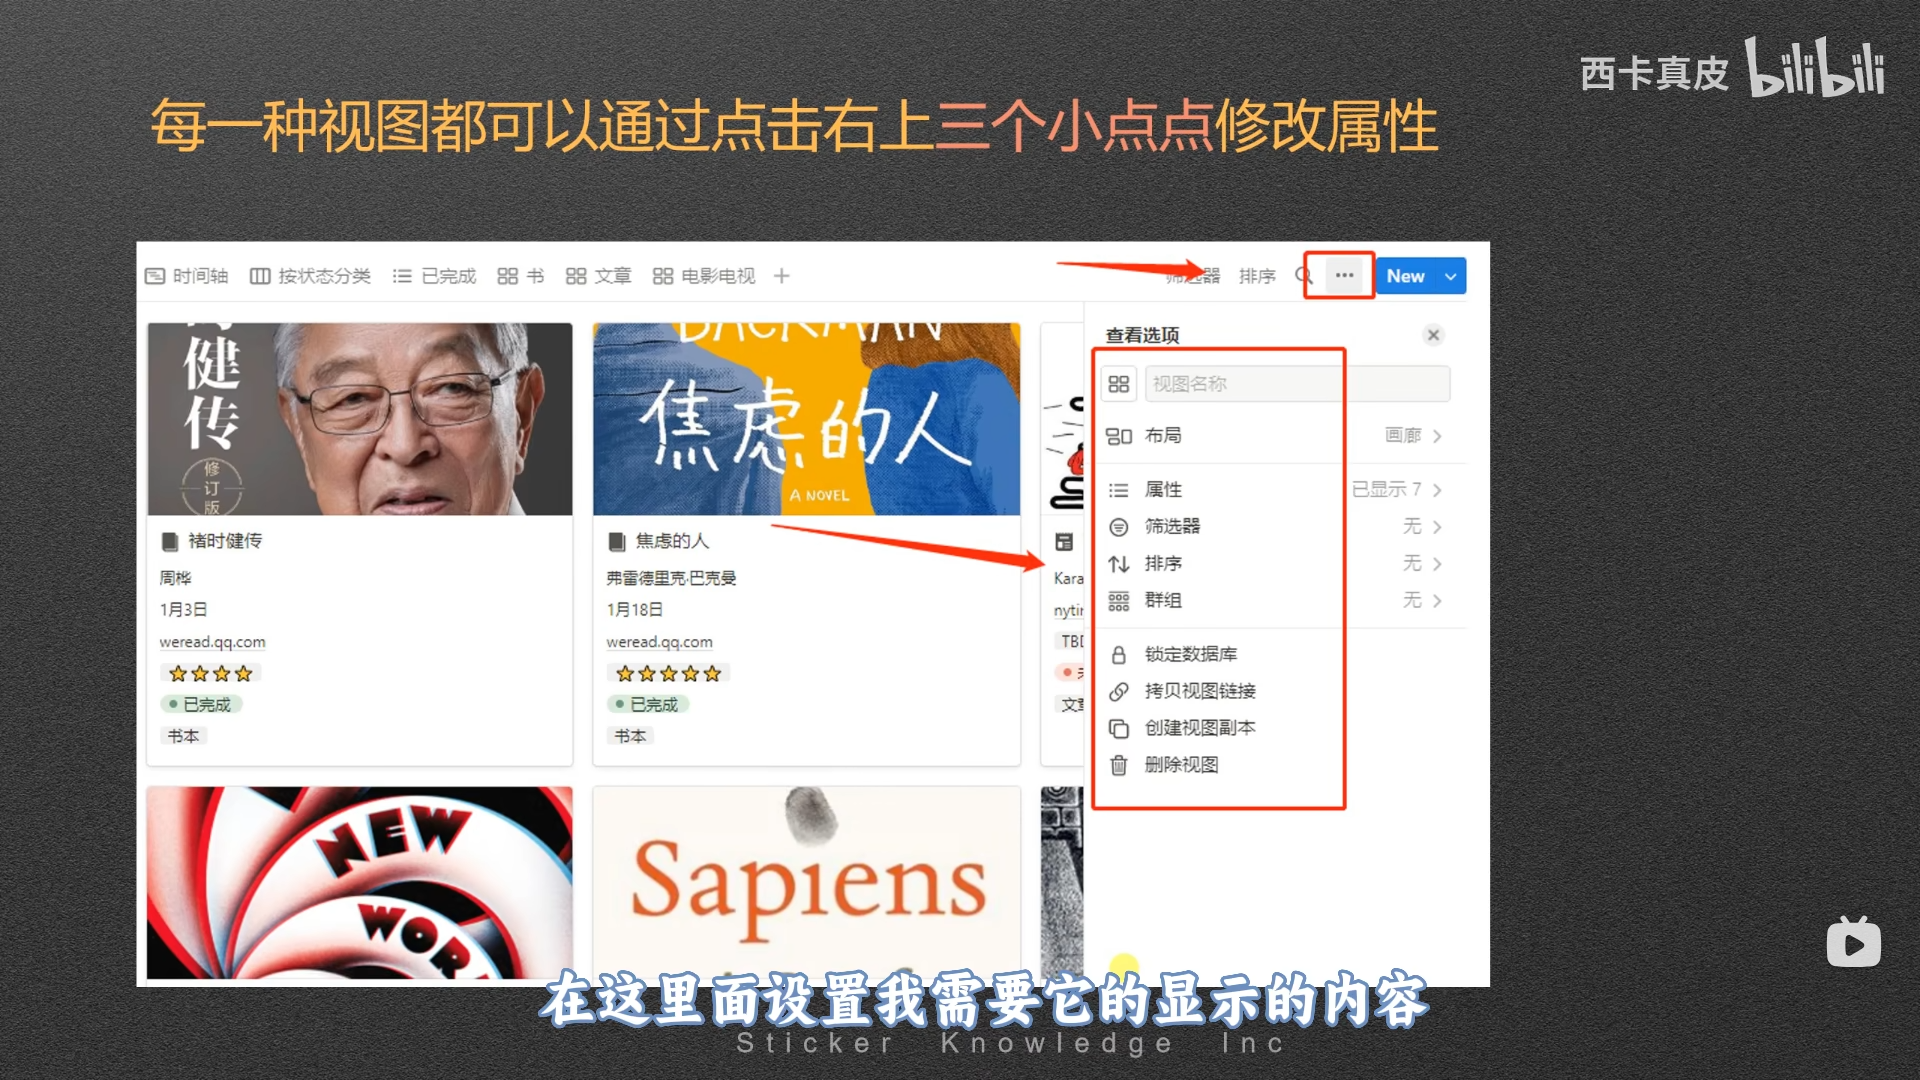 西卡真皮 bilibili
每一种视图都可以通过点击右上三个小点点修改属性
时间轴 按状态分类 已完成 书 文章 电影电视 筛选器 排序 New
查看选项
视图名称
布局 画廊
属性 已显示 7
筛选器 无
排序 无
群组 无
锁定数据库
拷贝视图链接
创建视图副本
删除视图
健传
修订版
褚时健传
周桦
1月3日
weread.qq.com
已完成
书本
BACKMAN
焦虑的人
A NOVEL
焦虑的人
弗雷德里克·巴克曼
1月18日
weread.qq.com
已完成
书本
Kara
nytir
TBD
文章
NEW
WOR
Sapiens
在这里面设置我需要它的显示的内容
Sticker Knowledge Inc